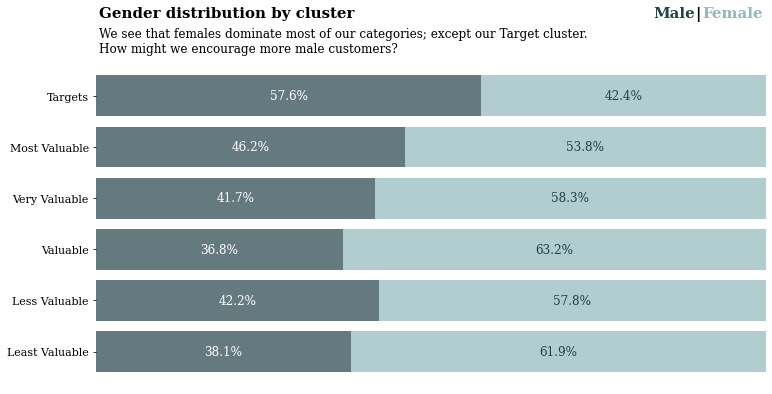 Gender distribution by cluster
Male|Female
We see that females dominate most of our categories; except our Target cluster.
How might we encourage more male customers?
Targets 57.6% 42.4%
Most Valuable 46.2% 53.8%
Very Valuable 41.7% 58.3%
Valuable 36.8% 63.2%
Less Valuable 42.2% 57.8%
Least Valuable 38.1% 61.9%